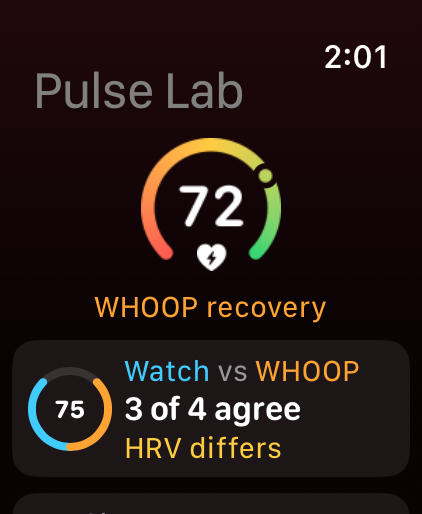 2:01
Pulse Lab
72
WHOOP recovery
Watch vs WHOOP
75
3 of 4 agree
HRV differs